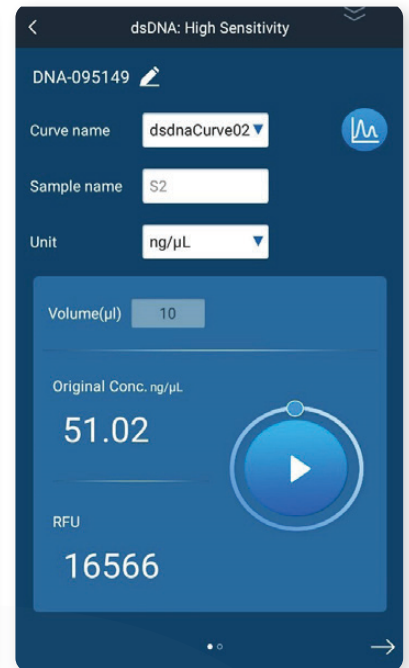 dsDNA: High Sensitivity
DNA-095149
Curve name dsdnaCurve02
Sample name S2
Unit ng/µL
Volume(µl) 10
Original Conc. ng/µL
51.02
RFU
16566